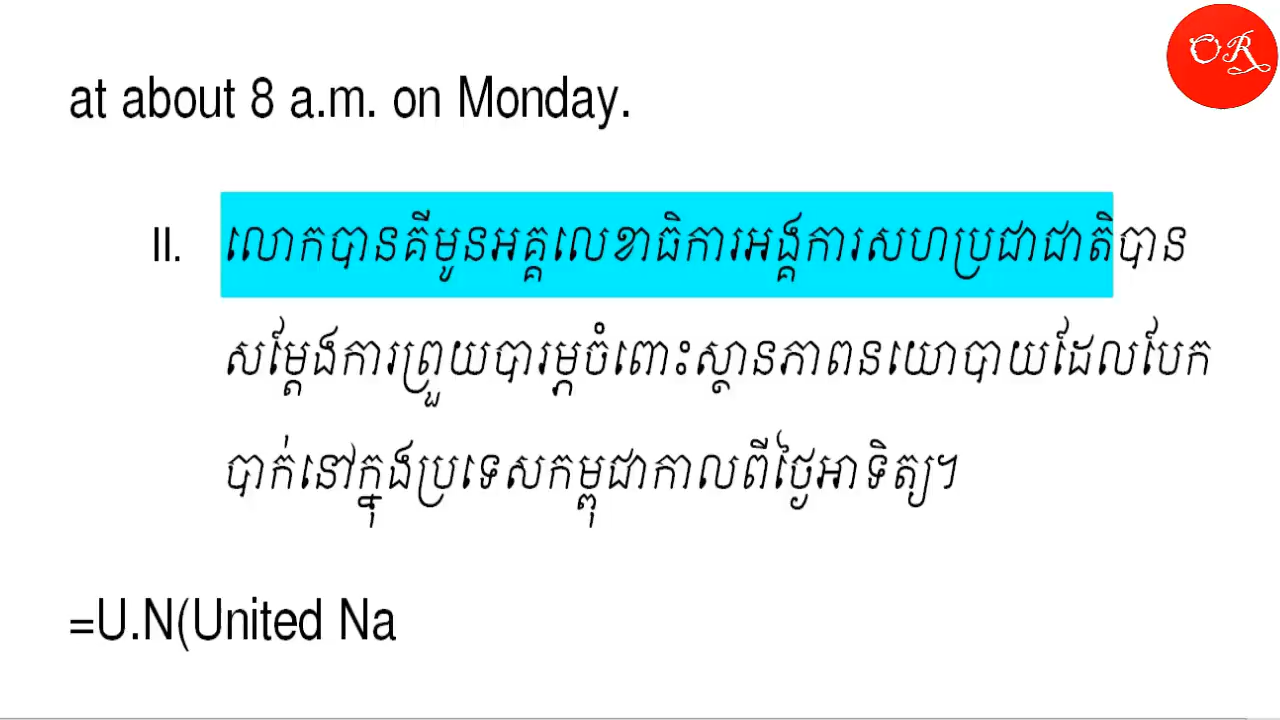 OR
at about 8 a.m. on Monday.
II. លោកបានគីមូនអគ្គលេខាធិការអង្គការសហប្រជាជាតិបាន
សម្ដែងការព្រួយបារម្ភចំពោះស្ថានភាពនយោបាយដែលបែក
បាក់នៅក្នុងប្រទេសកម្ពុជាកាលពីថ្ងៃអាទិត្យ។
=U.N(United Na